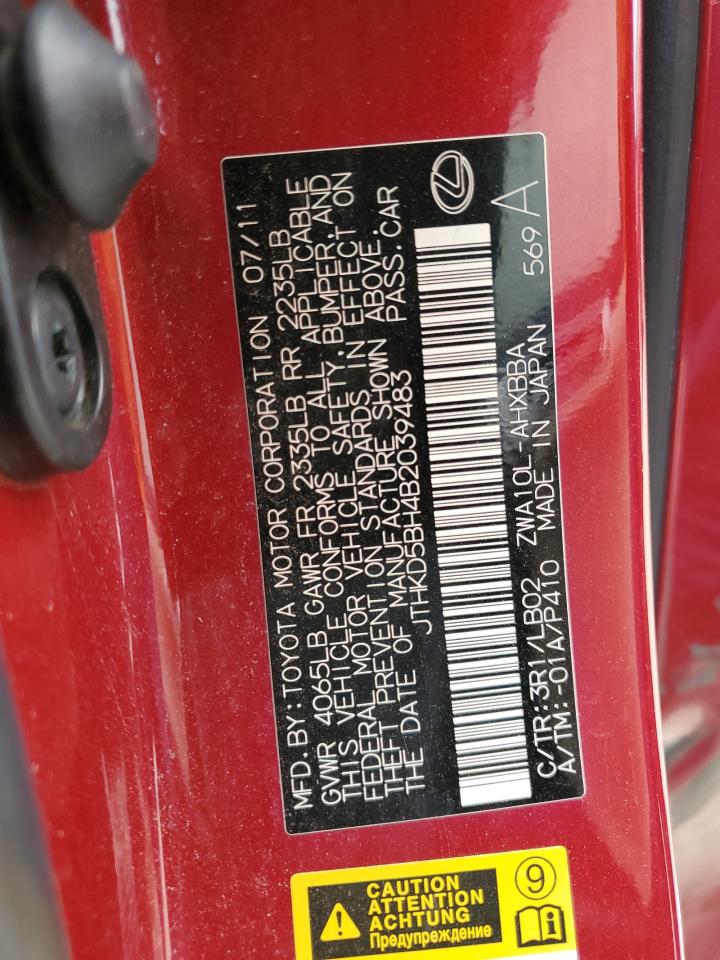 MFD.BY:TOYOTA MOTOR CORPORATION 07/11
GVWR 4065LB GAWR FR 2335LB RR 2235LB
THIS VEHICLE CONFORMS TO ALL APPLICABLE
FEDERAL MOTOR VEHICLE SAFETY,BUMPER,AND
THEFT PREVENTION STANDARDS IN EFFECT ON
THE DATE OF MANUFACTURE SHOWN ABOVE.
JTHKD5BH4B2039483 PASS.CAR
C/TR:3R1/LB02 ZWA10L-AHXBBA 569A
A/TM:-01A/P410 MADE IN JAPAN
CAUTION
ATTENTION
ACHTUNG
Предупреждение
9
i